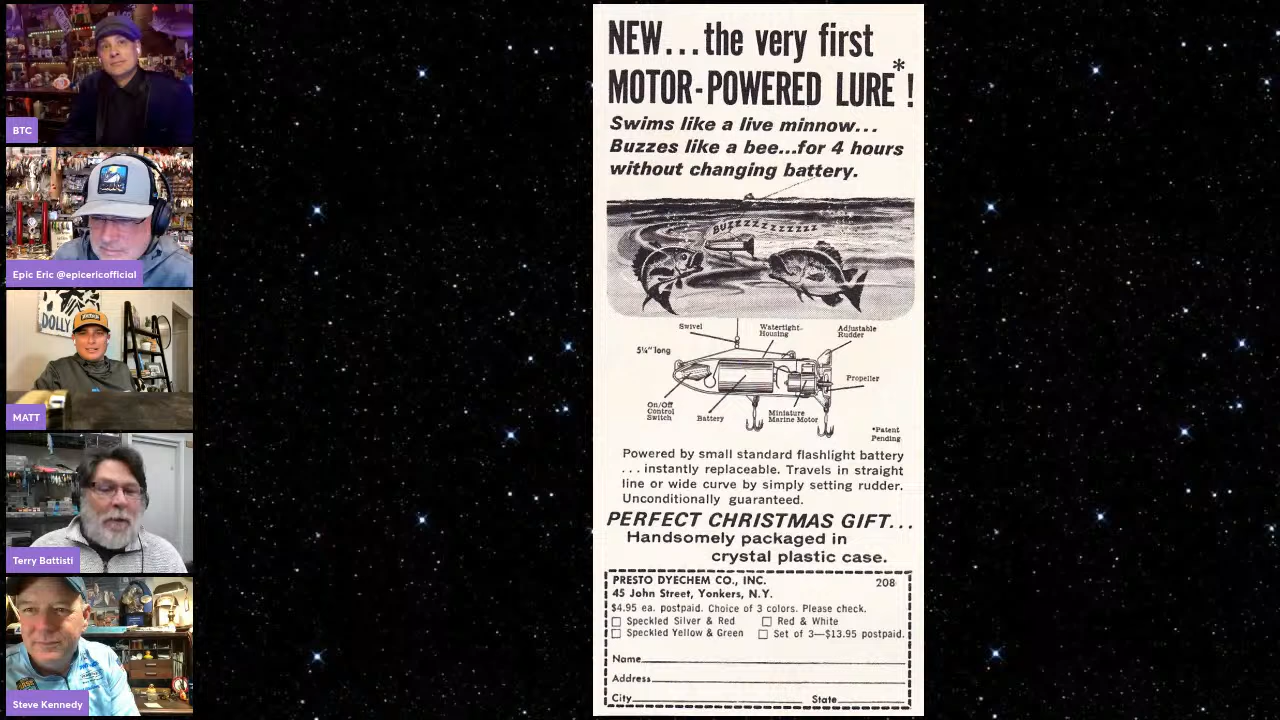 BTC
Epic Eric @epicericofficial
DOLLY
MATT
Terry Battisti
Steve Kennedy
NEW...the very first
MOTOR-POWERED LURE*!
Swims like a live minnow...
Buzzes like a bee...for 4 hours
without changing battery.
BUZZZZZZZZZZZ
Swivel
Watertight-
Housing
Adjustable
Rudder
5¼" long
Propeller
On/Off
Control
Switch
Battery
Miniature
Marine Motor
*Patent
Pending
Powered by small standard flashlight battery
...instantly replaceable. Travels in straight
line or wide curve by simply setting rudder.
Unconditionally guaranteed.
PERFECT CHRISTMAS GIFT...
Handsomely packaged in
crystal plastic case.
PRESTO DYECHEM CO., INC. 208
45 John Street, Yonkers, N.Y.
$4.95 ea. postpaid. Choice of 3 colors. Please check.
☐ Speckled Silver & Red ☐ Red & White
☐ Speckled Yellow & Green ☐ Set of 3—$13.95 postpaid.
Name
Address
City State